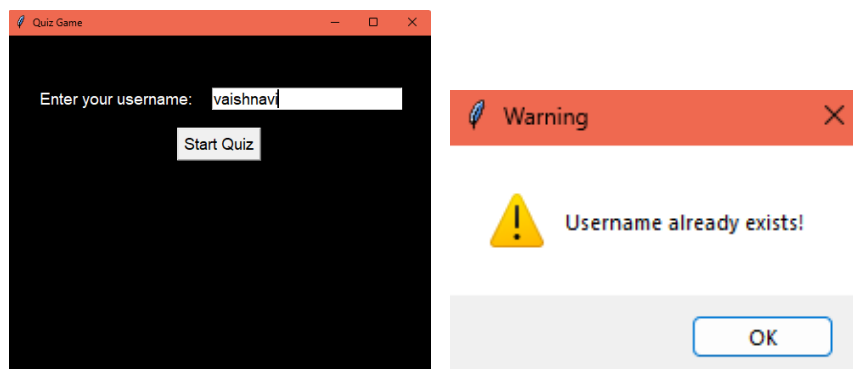 Quiz Game
Enter your username: vaishnavi
Start Quiz
Warning
Username already exists!
OK